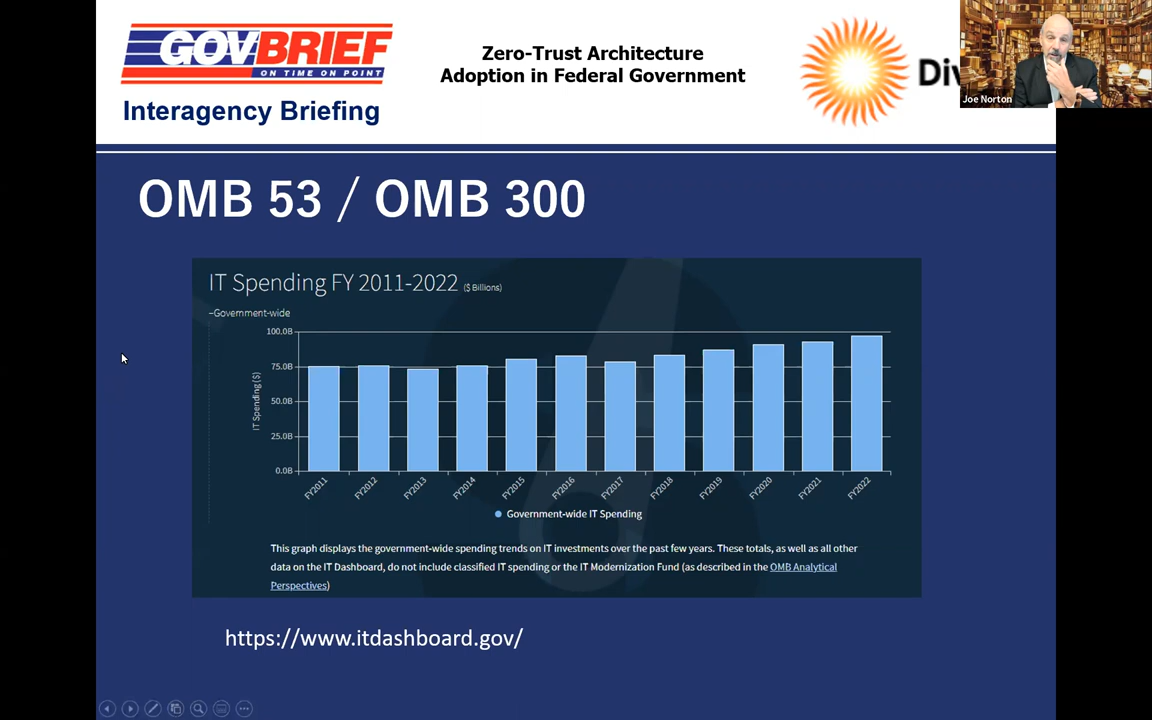 GOVBRIEF
ON TIME ON POINT
Interagency Briefing
Zero-Trust Architecture
Adoption in Federal Government
Joe Norton
OMB 53 / OMB 300
IT Spending FY 2011-2022 ($ Billions)
–Government-wide
100.0B
75.0B
50.0B
25.0B
0.0B
IT Spending ($)
FY2011 FY2012 FY2013 FY2014 FY2015 FY2016 FY2017 FY2018 FY2019 FY2020 FY2021 FY2022
Government-wide IT Spending
This graph displays the government-wide spending trends on IT investments over the past few years. These totals, as well as all other
data on the IT Dashboard, do not include classified IT spending or the IT Modernization Fund (as described in the OMB Analytical
Perspectives)
https://www.itdashboard.gov/